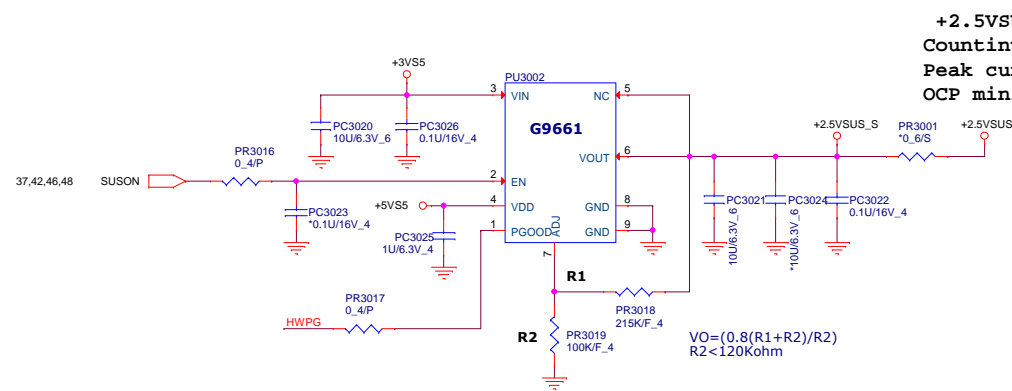 +2.5VSU
Countin
Peak cu
OCP min
+3VS5
PU3002
3
VIN
NC
5
G9661
PC3020
10U/6.3V_6
PC3026
0.1U/16V_4
+2.5VSUS_S
PR3001
*0_6/S
+2.5VSUS
VOUT
6
PR3016
0_4/P
37,42,46,48
SUSON
2
EN
PC3023
*0.1U/16V_4
+5VS5
4
VDD
GND
8
PC3021
10U/6.3V_6
PC3024
*10U/6.3V_6
PC3022
0.1U/16V_4
PC3025
1U/6.3V_4
1
PGOOD
ADJ
GND
9
7
R1
PR3017
0_4/P
HWPG
PR3018
215K/F_4
R2
PR3019
100K/F_4
VO=(0.8(R1+R2)/R2)
R2<120Kohm